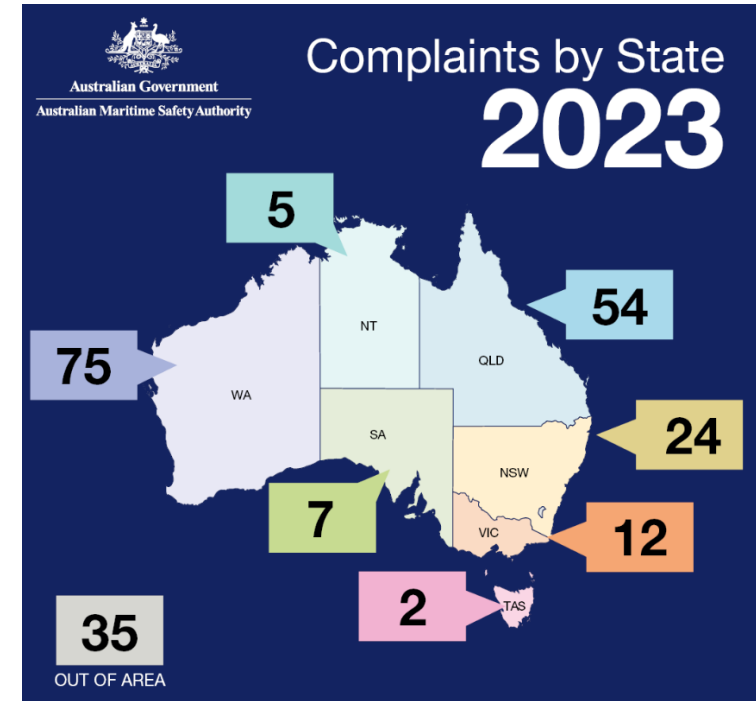 Australian Government
Australian Maritime Safety Authority
Complaints by State
2023
5
54
NT
75
QLD
WA
24
SA
NSW
7
VIC
12
2
TAS
35
OUT OF AREA